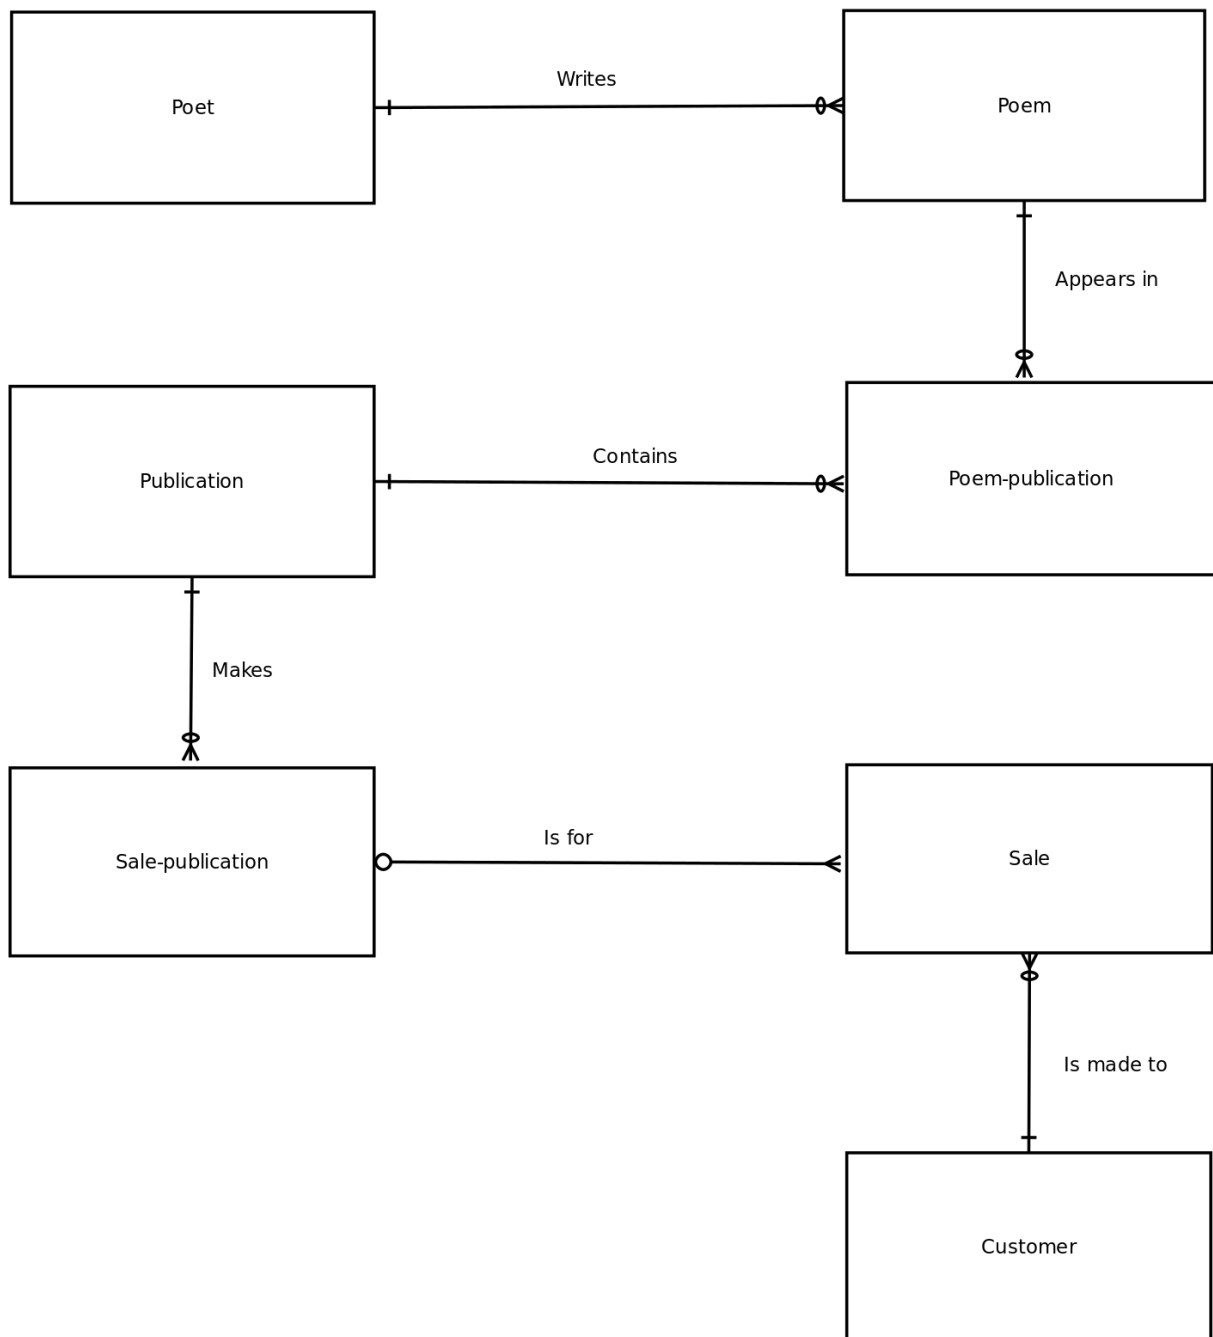 Writes
Poet
Poem
Appears in
Contains
Publication
Poem-publication
Makes
Is for
Sale-publication
Sale
Is made to
Customer